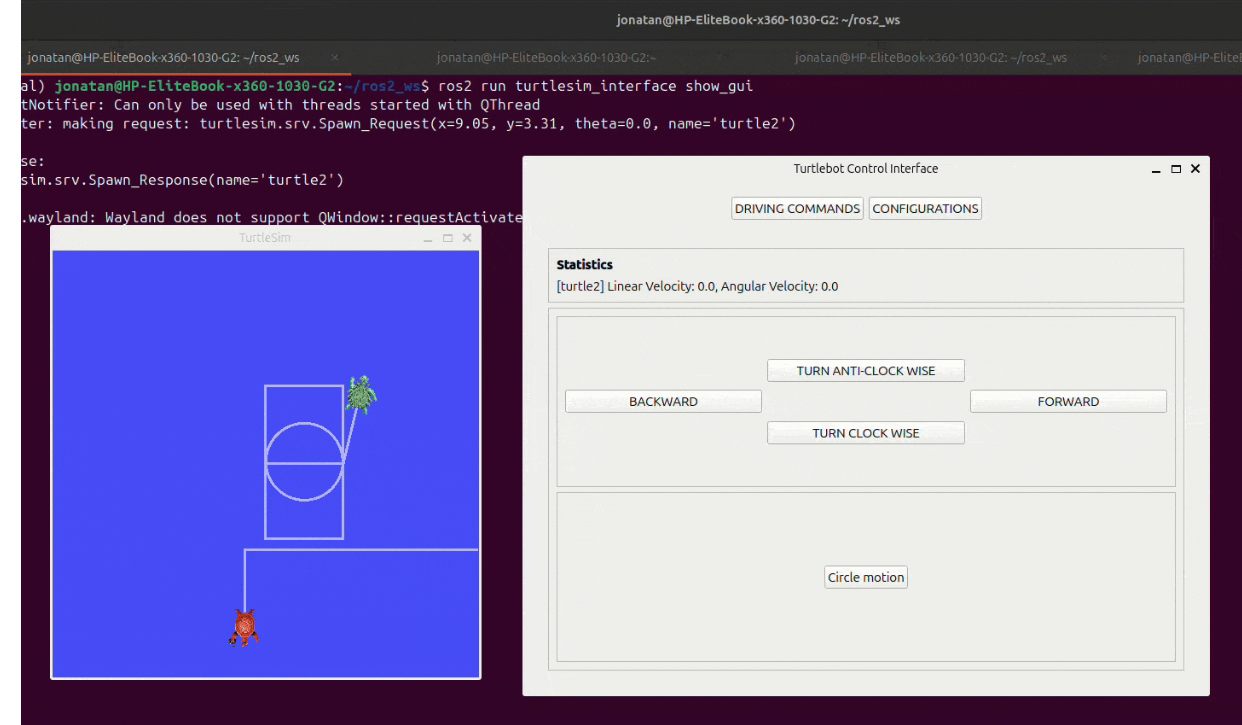 jonatan@HP-EliteBook-x360-1030-G2: ~/ros2_ws
jonatan@HP-EliteBook-x360-1030-G2: ~/ros2_ws × jonatan@HP-EliteBook-x360-1030-G2:~ × jonatan@HP-EliteBook-x360-1030-G2: ~/ros2_ws × jonatan@HP-Elite
al) jonatan@HP-EliteBook-x360-1030-G2:~/ros2_ws$ ros2 run turtlesim_interface show_gui
tNotifier: Can only be used with threads started with QThread
ter: making request: turtlesim.srv.Spawn_Request(x=9.05, y=3.31, theta=0.0, name='turtle2')
se:
sim.srv.Spawn_Response(name='turtle2')
.wayland: Wayland does not support QWindow::requestActivate
TurtleSim
Turtlebot Control Interface
DRIVING COMMANDS CONFIGURATIONS
Statistics
[turtle2] Linear Velocity: 0.0, Angular Velocity: 0.0
TURN ANTI-CLOCK WISE
BACKWARD FORWARD
TURN CLOCK WISE
Circle motion